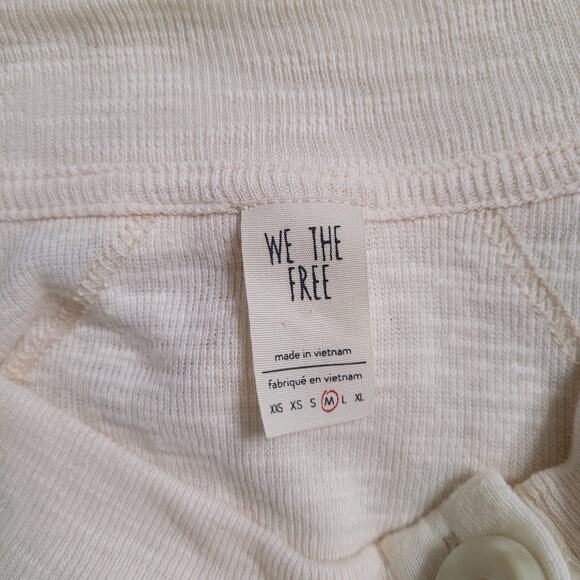 WE THE
FREE
made in vietnam
fabriqué en vietnam
XXS XS S M L XL